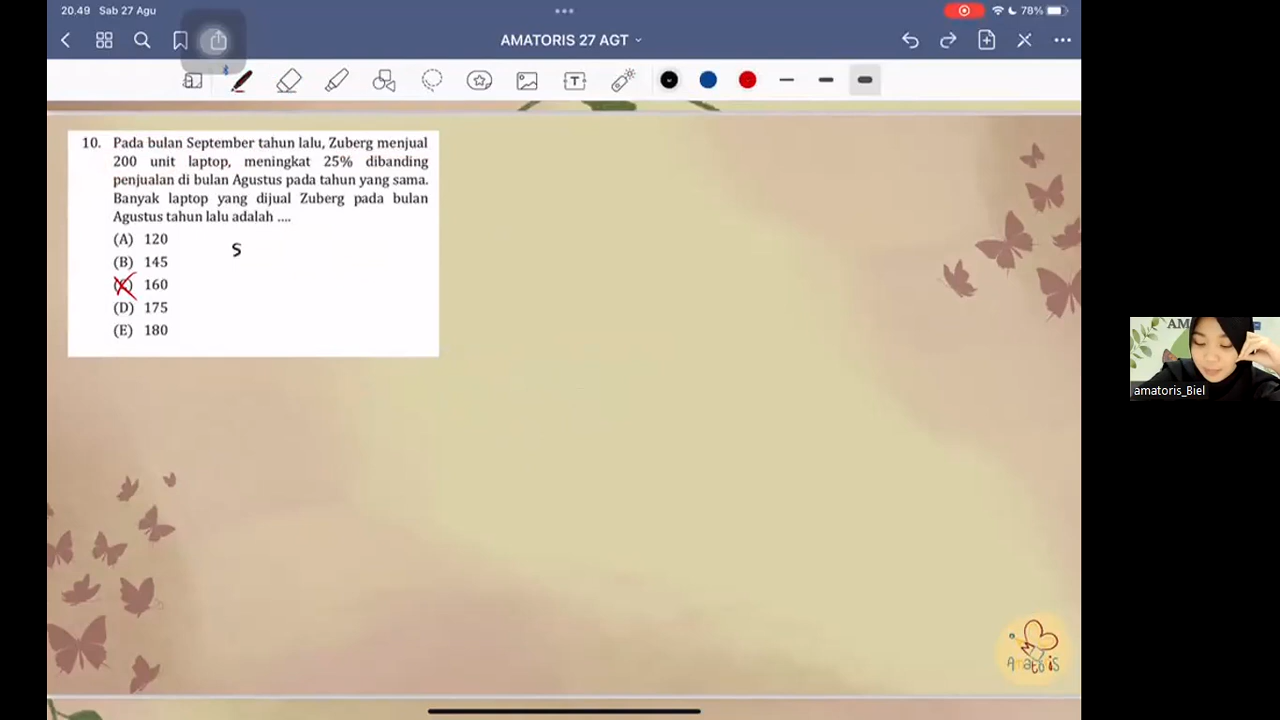 20.49 Sab 27 Agu
78%
AMATORIS 27 AGT
10. Pada bulan September tahun lalu, Zuberg menjual
200 unit laptop, meningkat 25% dibanding
penjualan di bulan Agustus pada tahun yang sama.
Banyak laptop yang dijual Zuberg pada bulan
Agustus tahun lalu adalah ....
(A) 120
S
(B) 145
(C) 160
(D) 175
(E) 180
AM
amatoris_Biel
Amatoris